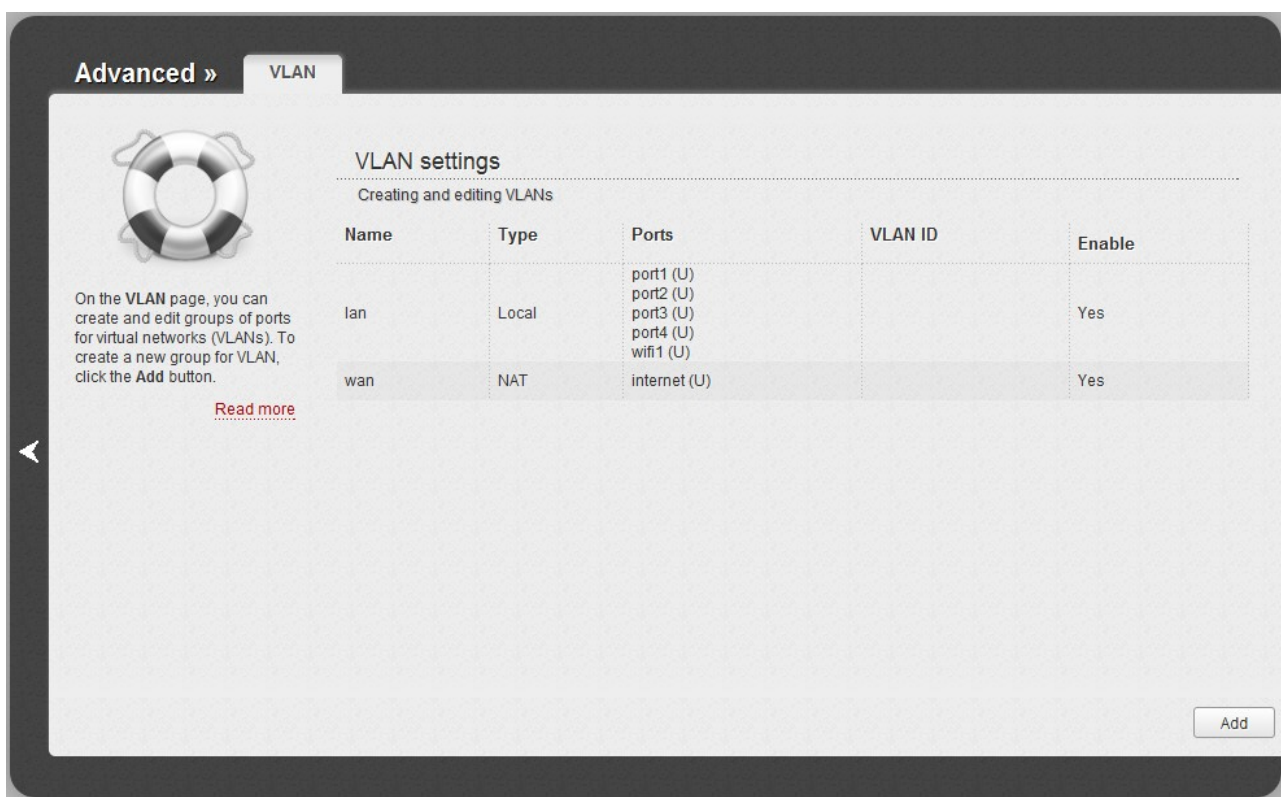 Advanced »
VLAN
On the VLAN page, you can
create and edit groups of ports
for virtual networks (VLANs). To
create a new group for VLAN,
click the Add button.
Read more
VLAN settings
Creating and editing VLANs
Name Type Ports VLAN ID Enable
lan Local port1 (U) Yes
port2 (U)
port3 (U)
port4 (U)
wifi1 (U)
wan NAT internet (U) Yes
Add